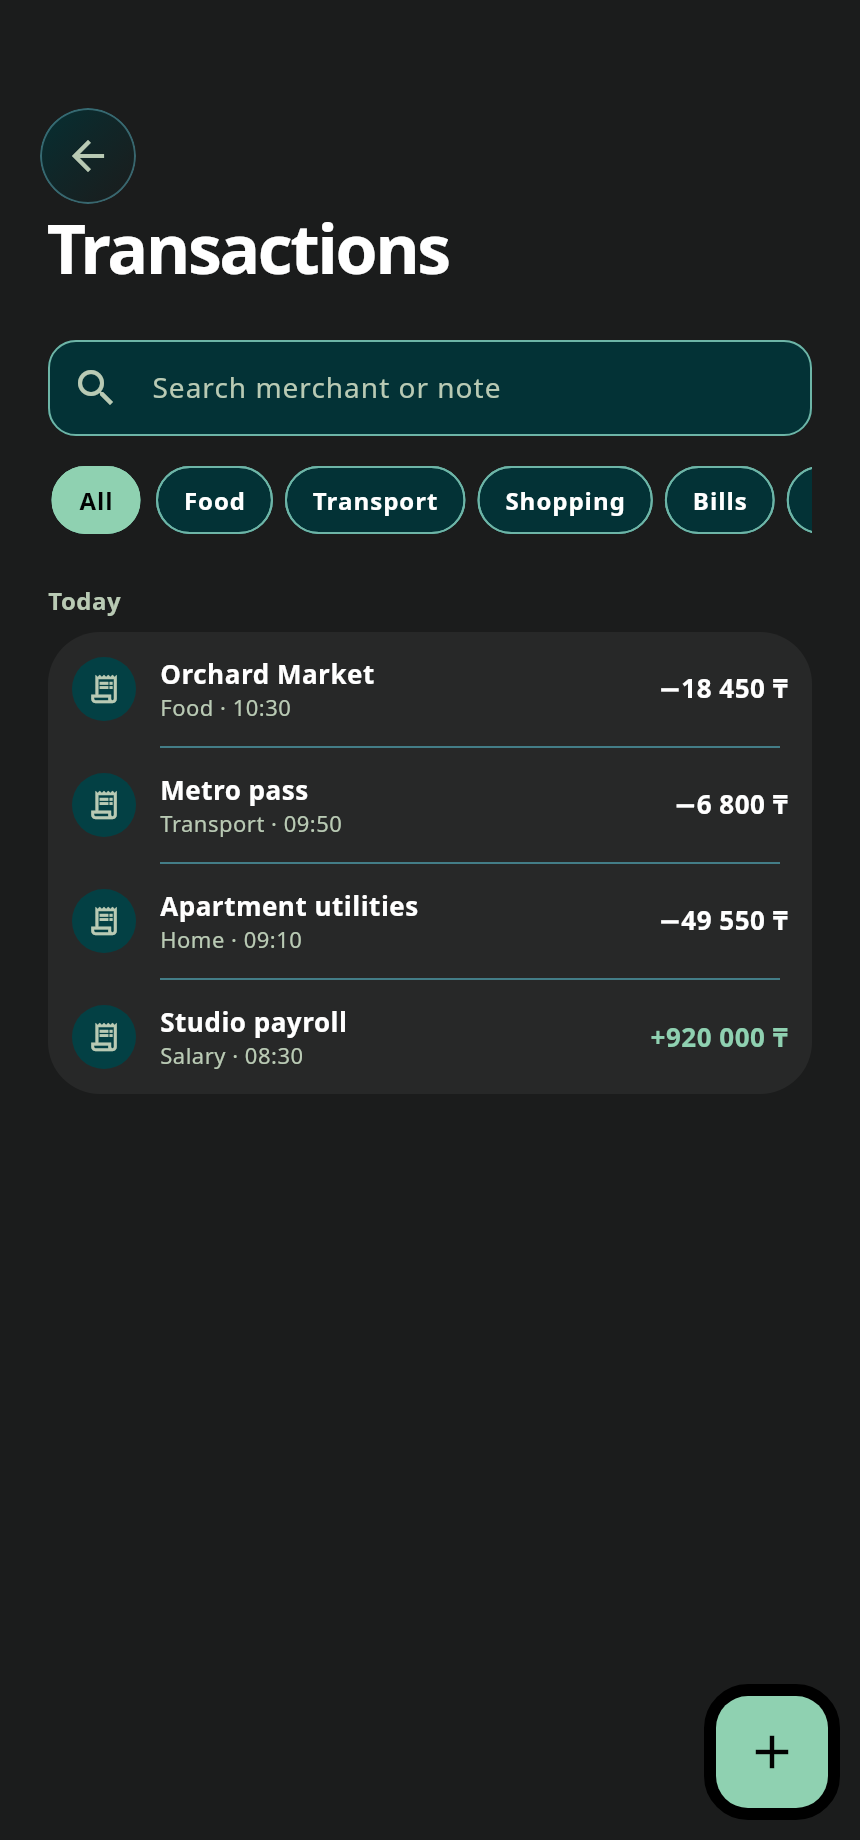 Transactions
Search merchant or note
All Food Transport Shopping Bills
Today
Orchard Market
Food · 10:30
−18 450 ₸
Metro pass
Transport · 09:50
−6 800 ₸
Apartment utilities
Home · 09:10
−49 550 ₸
Studio payroll
Salary · 08:30
+920 000 ₸